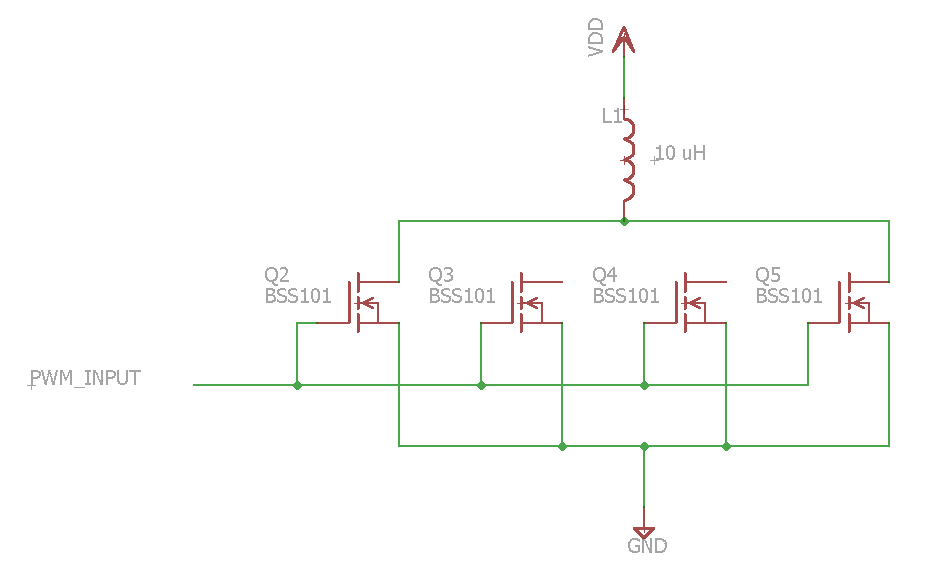 VDD
L1
10 uH
Q2
BSS101
Q3
BSS101
Q4
BSS101
Q5
BSS101
PWM_INPUT
GND